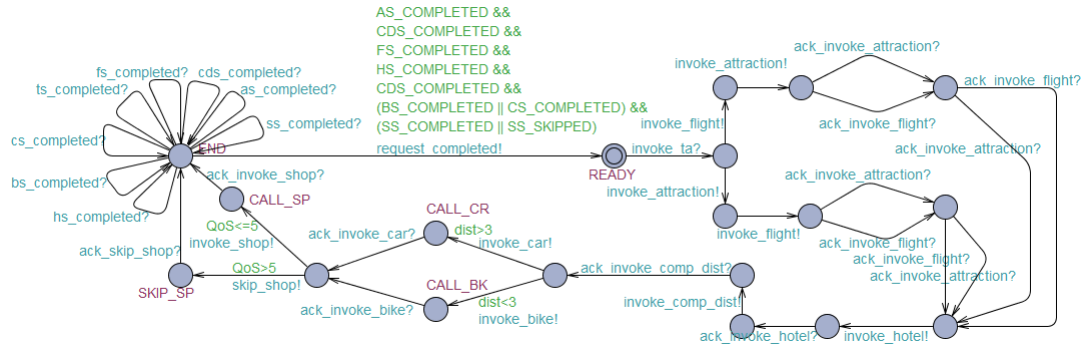 AS_COMPLETED &&
CDS_COMPLETED &&
FS_COMPLETED &&
HS_COMPLETED &&
CDS_COMPLETED &&
(BS_COMPLETED || CS_COMPLETED) &&
(SS_COMPLETED || SS_SKIPPED)
request_completed!
fs_completed?
cds_completed?
ts_completed?
as_completed?
cs_completed?
ss_completed?
bs_completed?
hs_completed?
END
READY
invoke_ta?
invoke_flight!
invoke_attraction!
ack_invoke_attraction?
ack_invoke_flight?
ack_invoke_flight?
ack_invoke_attraction?
invoke_attraction!
invoke_flight!
ack_invoke_attraction?
ack_invoke_flight?
ack_invoke_flight?
ack_invoke_attraction?
invoke_hotel!
ack_invoke_hotel?
invoke_comp_dist!
ack_invoke_comp_dist?
CALL_CR
dist>3
invoke_car!
ack_invoke_car?
CALL_BK
dist<3
invoke_bike!
ack_invoke_bike?
ack_invoke_shop?
CALL_SP
QoS<=5
invoke_shop!
ack_skip_shop?
QoS>5
skip_shop!
SKIP_SP